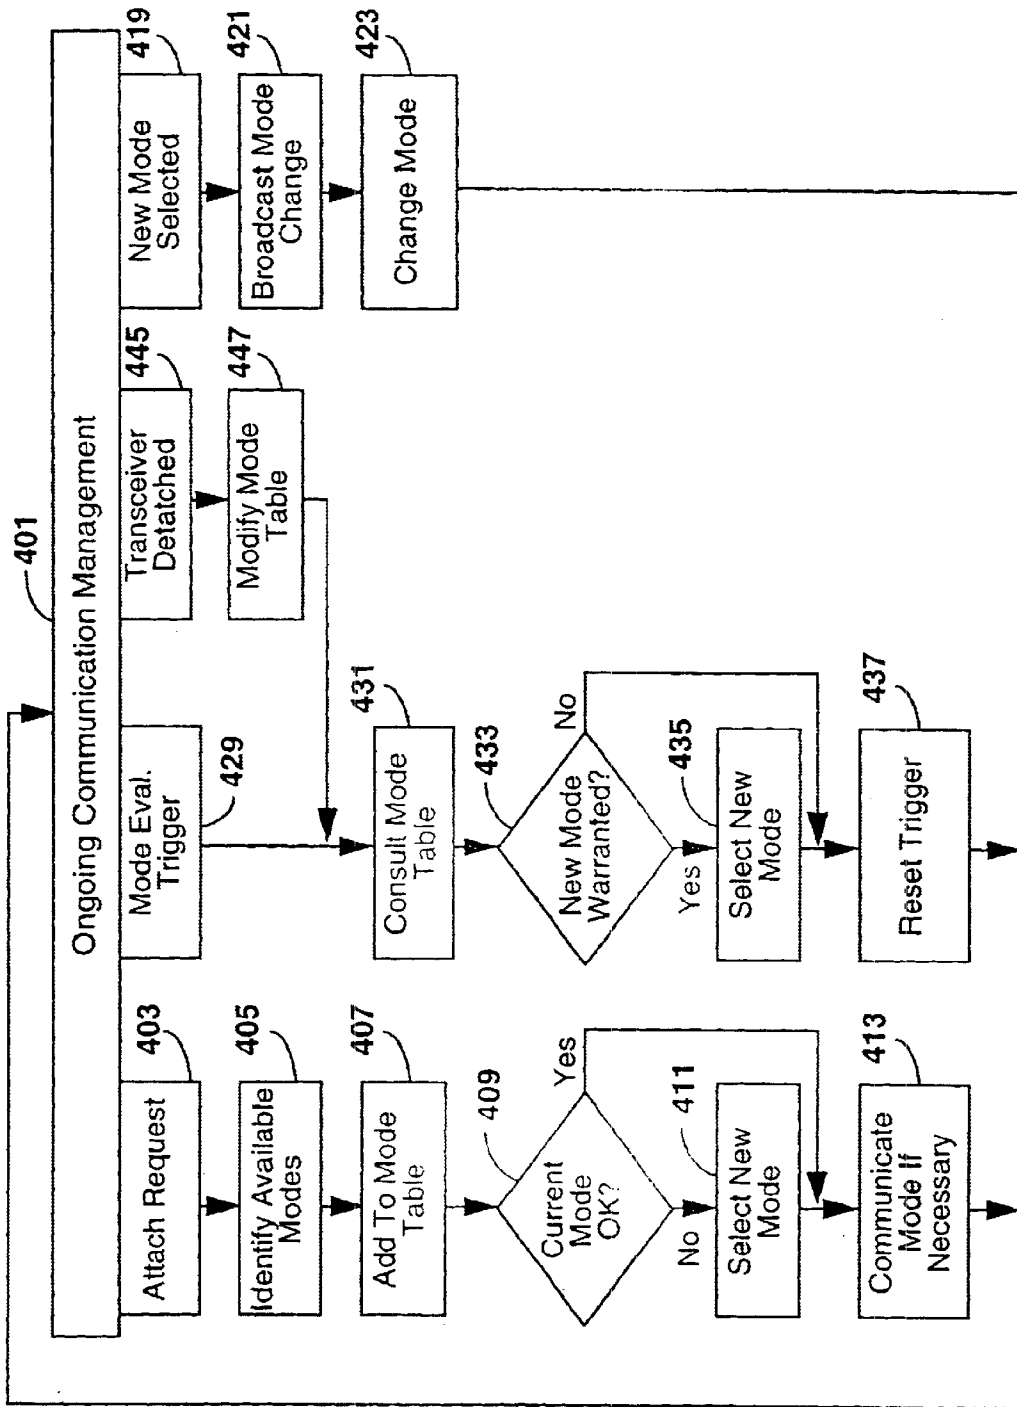 401
Ongoing Communication Management
Attach Request
403
Identify Available
Modes
405
Add To Mode
Table
407
Current
Mode
OK?
409
Yes
No
Select New
Mode
411
Communicate
Mode If
Necessary
413
Mode Eval.
Trigger
429
Consult Mode
Table
431
New Mode
Warranted?
433
No
Yes
Select New
Mode
435
Reset Trigger
437
Transceiver
Detatched
445
Modify Mode
Table
447
New Mode
Selected
419
Broadcast Mode
Change
421
Change Mode
423